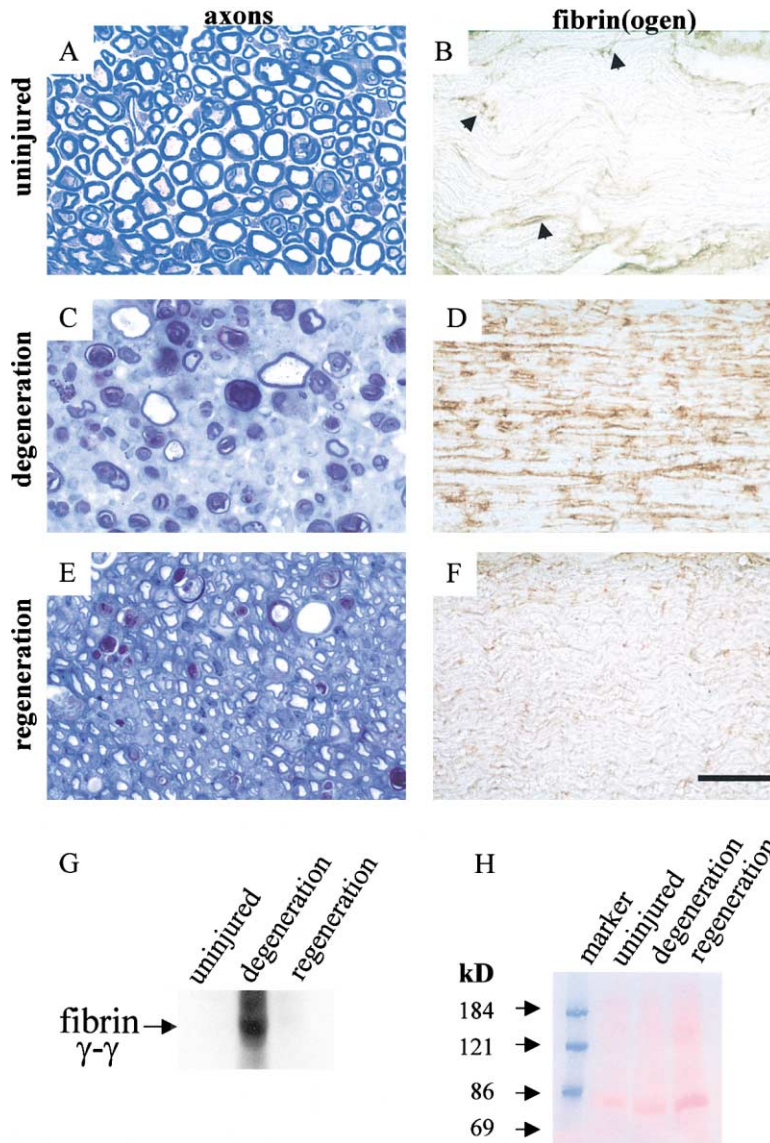 axons
fibrin(ogen)
uninjured
A
B
degeneration
C
D
regeneration
E
F
G
uninjured
degeneration
regeneration
fibrin
γ-γ
H
marker
uninjured
degeneration
regeneration
kD
184
121
86
69